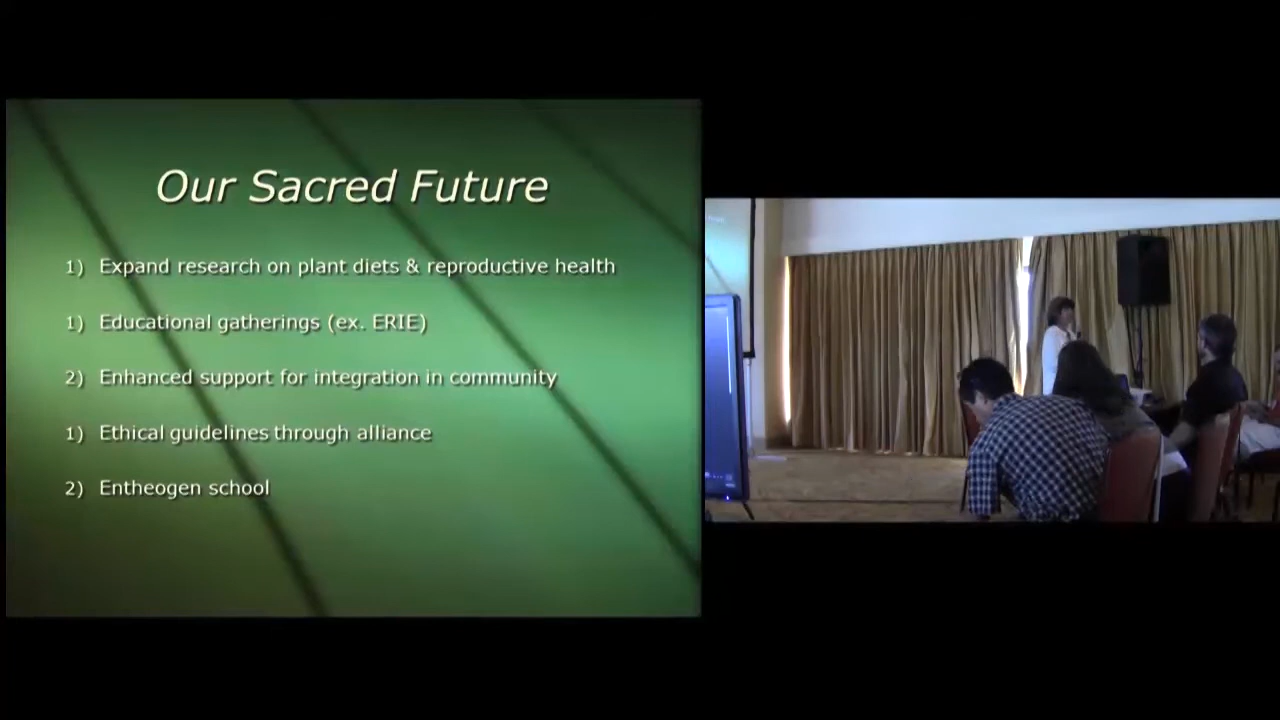 Our Sacred Future
1) Expand research on plant diets & reproductive health
1) Educational gatherings (ex. ERIE)
2) Enhanced support for integration in community
1) Ethical guidelines through alliance
2) Entheogen school